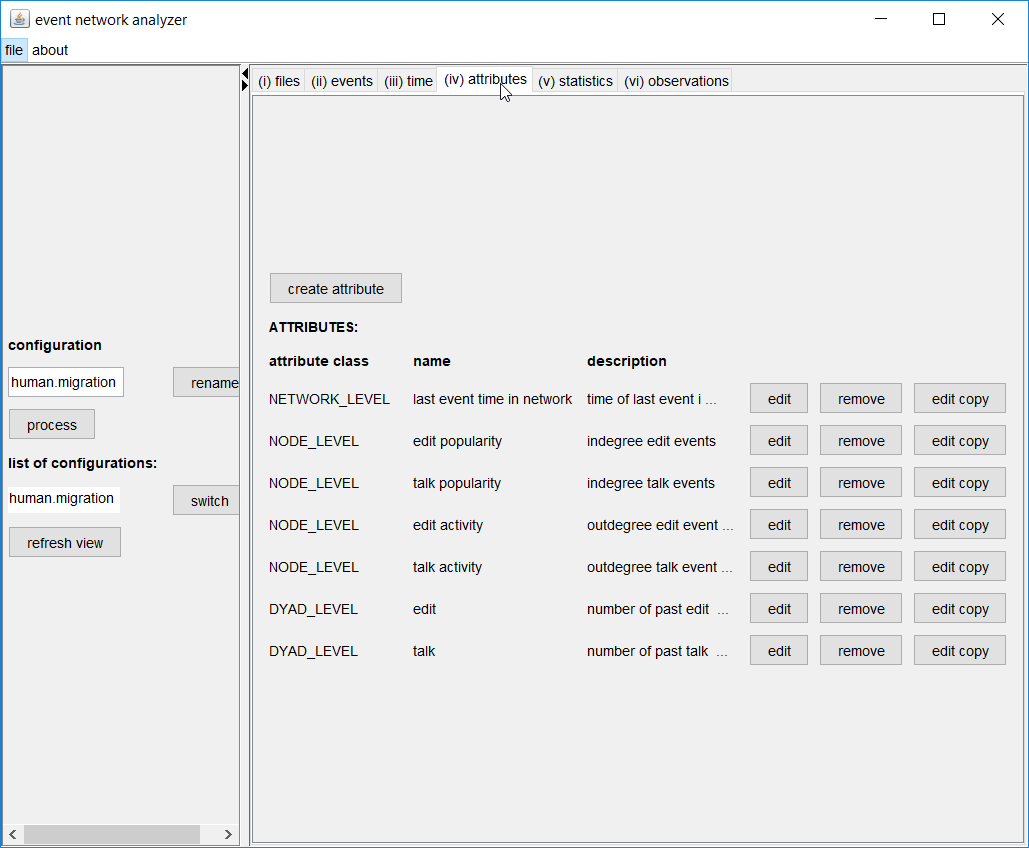 event network analyzer
file about
(i) files (ii) events (iii) time (iv) attributes (v) statistics (vi) observations
configuration
human.migration rename
process
list of configurations:
human.migration switch
refresh view
create attribute
ATTRIBUTES:
attribute class name description
NETWORK_LEVEL last event time in network time of last event i ... edit remove edit copy
NODE_LEVEL edit popularity indegree edit events edit remove edit copy
NODE_LEVEL talk popularity indegree talk events edit remove edit copy
NODE_LEVEL edit activity outdegree edit event ... edit remove edit copy
NODE_LEVEL talk activity outdegree talk event ... edit remove edit copy
DYAD_LEVEL edit number of past edit ... edit remove edit copy
DYAD_LEVEL talk number of past talk ... edit remove edit copy